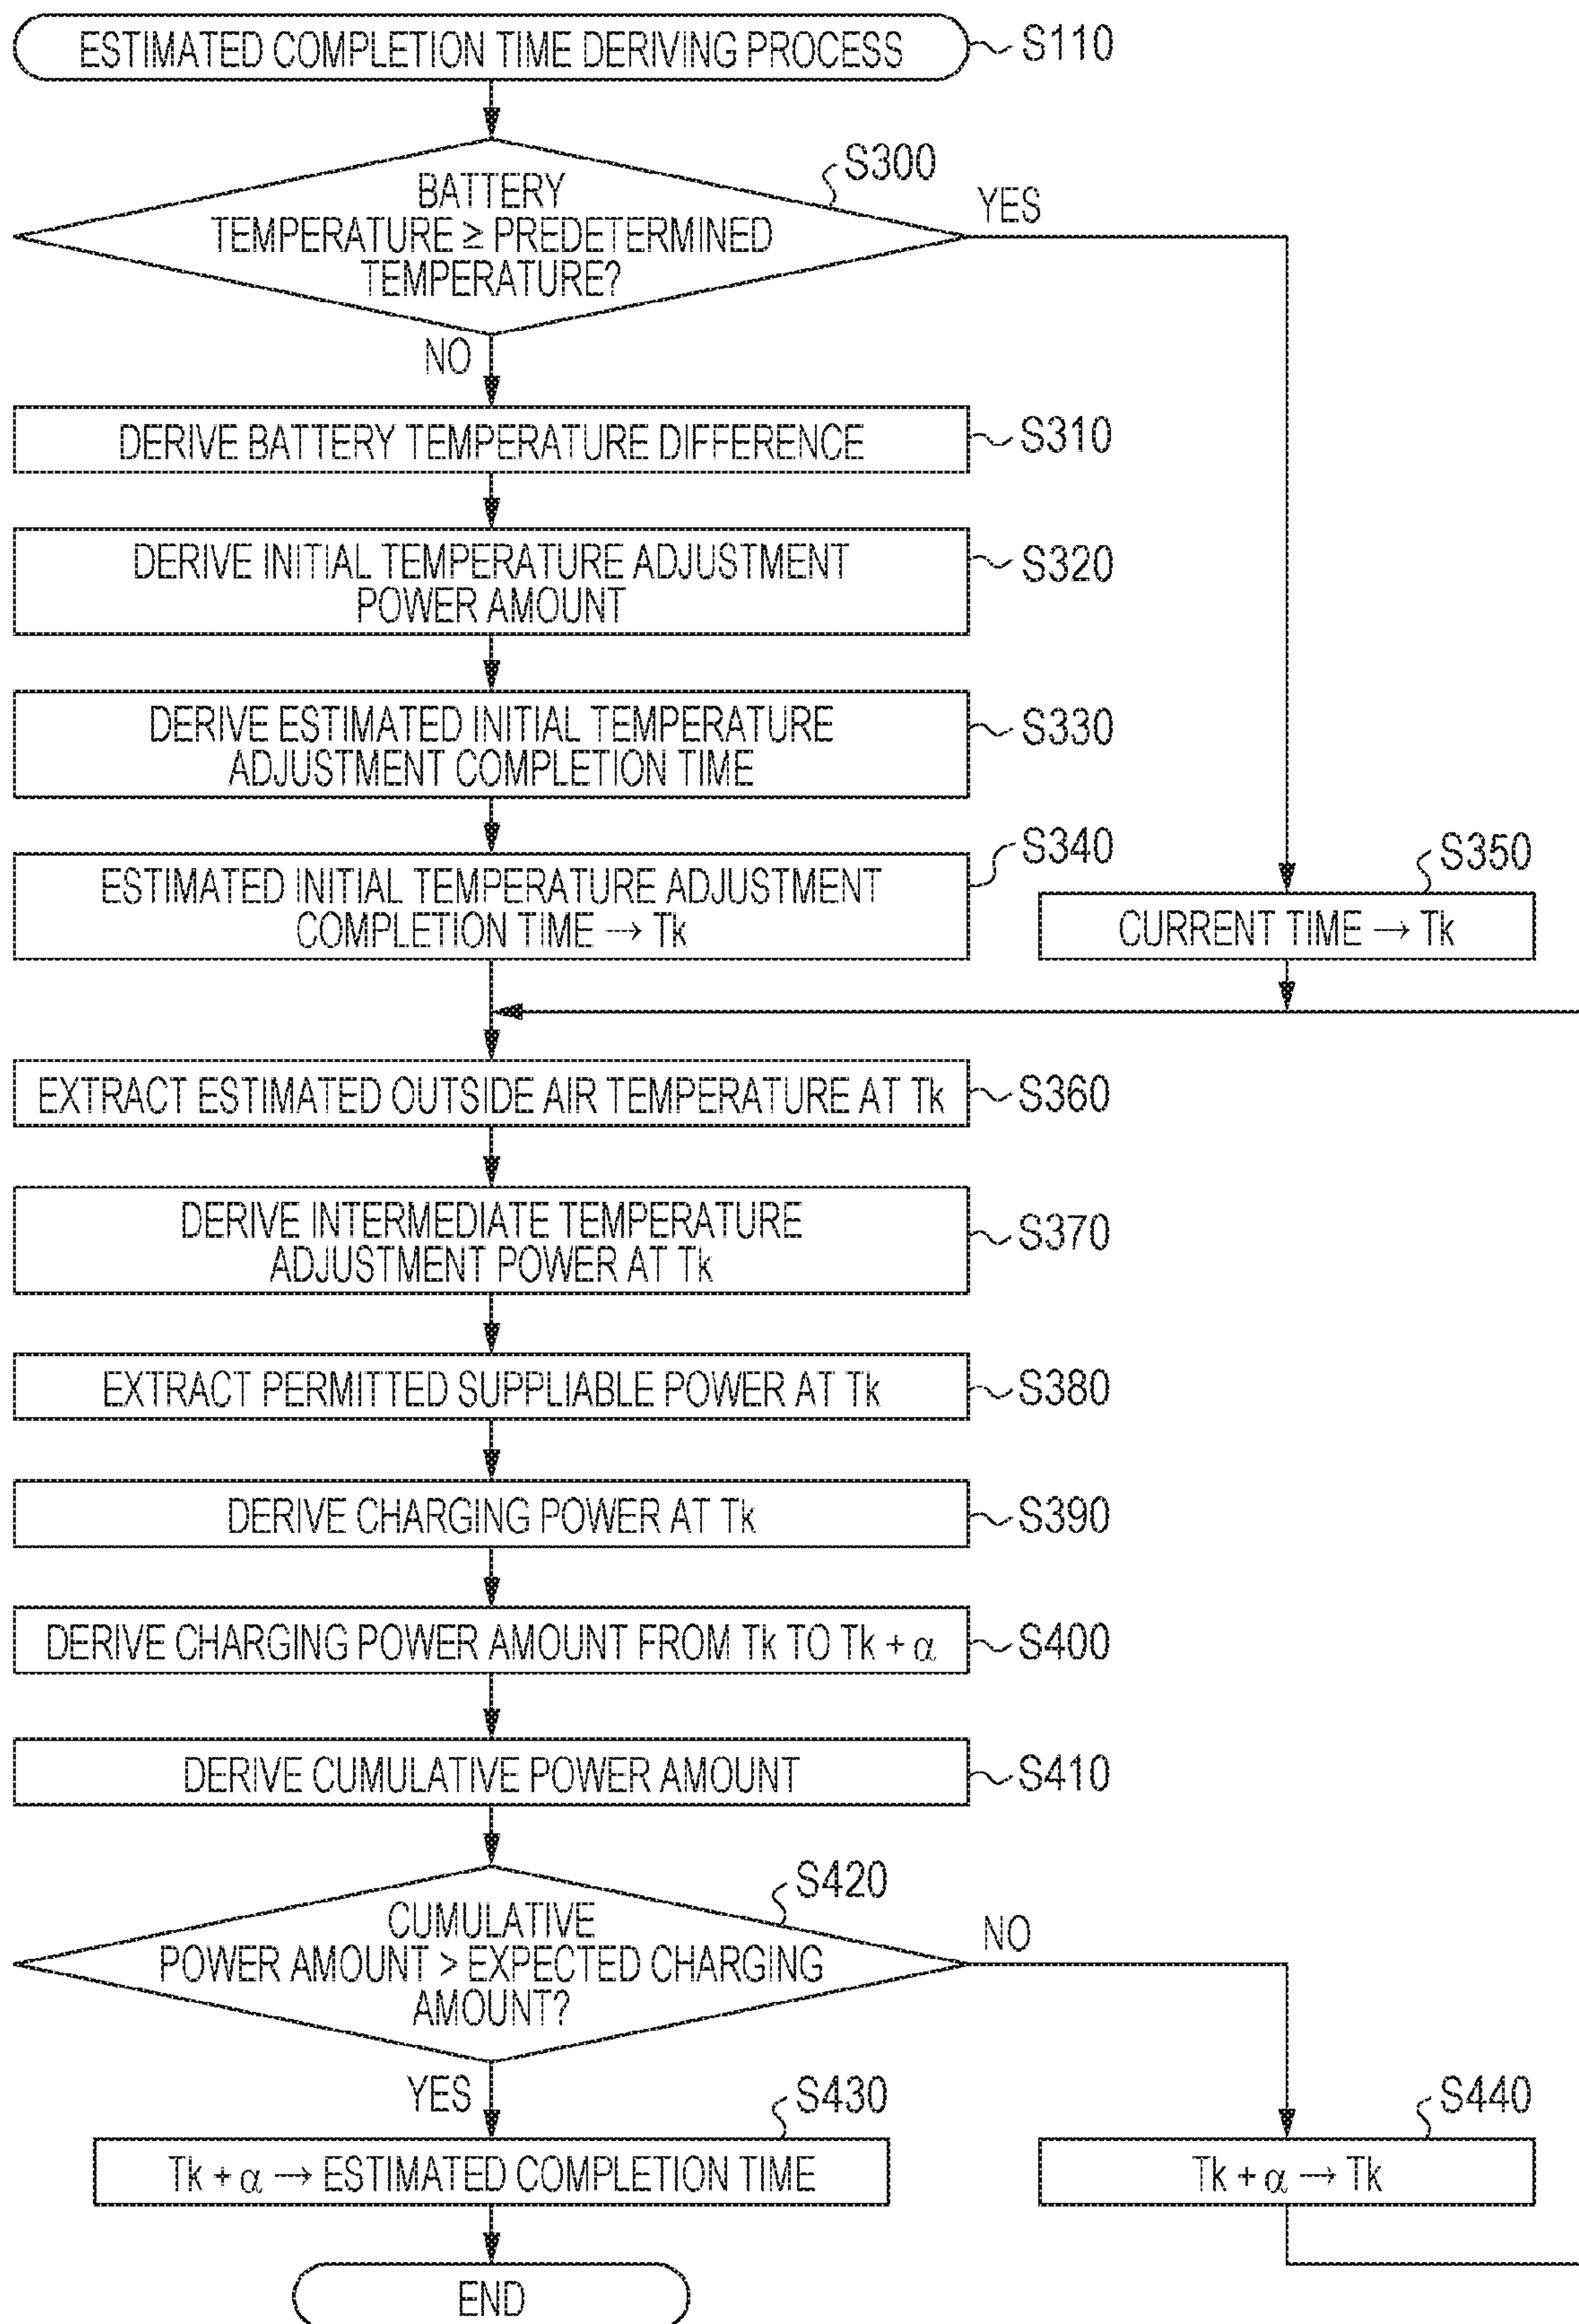 ESTIMATED COMPLETION TIME DERIVING PROCESS
S110
S300
BATTERY
TEMPERATURE ≥ PREDETERMINED
TEMPERATURE?
YES
NO
DERIVE BATTERY TEMPERATURE DIFFERENCE
S310
DERIVE INITIAL TEMPERATURE ADJUSTMENT
POWER AMOUNT
S320
DERIVE ESTIMATED INITIAL TEMPERATURE
ADJUSTMENT COMPLETION TIME
S330
ESTIMATED INITIAL TEMPERATURE ADJUSTMENT
COMPLETION TIME → Tk
S340
S350
CURRENT TIME → Tk
EXTRACT ESTIMATED OUTSIDE AIR TEMPERATURE AT Tk
S360
DERIVE INTERMEDIATE TEMPERATURE
ADJUSTMENT POWER AT Tk
S370
EXTRACT PERMITTED SUPPLIABLE POWER AT Tk
S380
DERIVE CHARGING POWER AT Tk
S390
DERIVE CHARGING POWER AMOUNT FROM Tk TO Tk + α
S400
DERIVE CUMULATIVE POWER AMOUNT
S410
S420
CUMULATIVE
POWER AMOUNT > EXPECTED CHARGING
AMOUNT?
NO
YES
S430
Tk + α → ESTIMATED COMPLETION TIME
S440
Tk + α → Tk
END